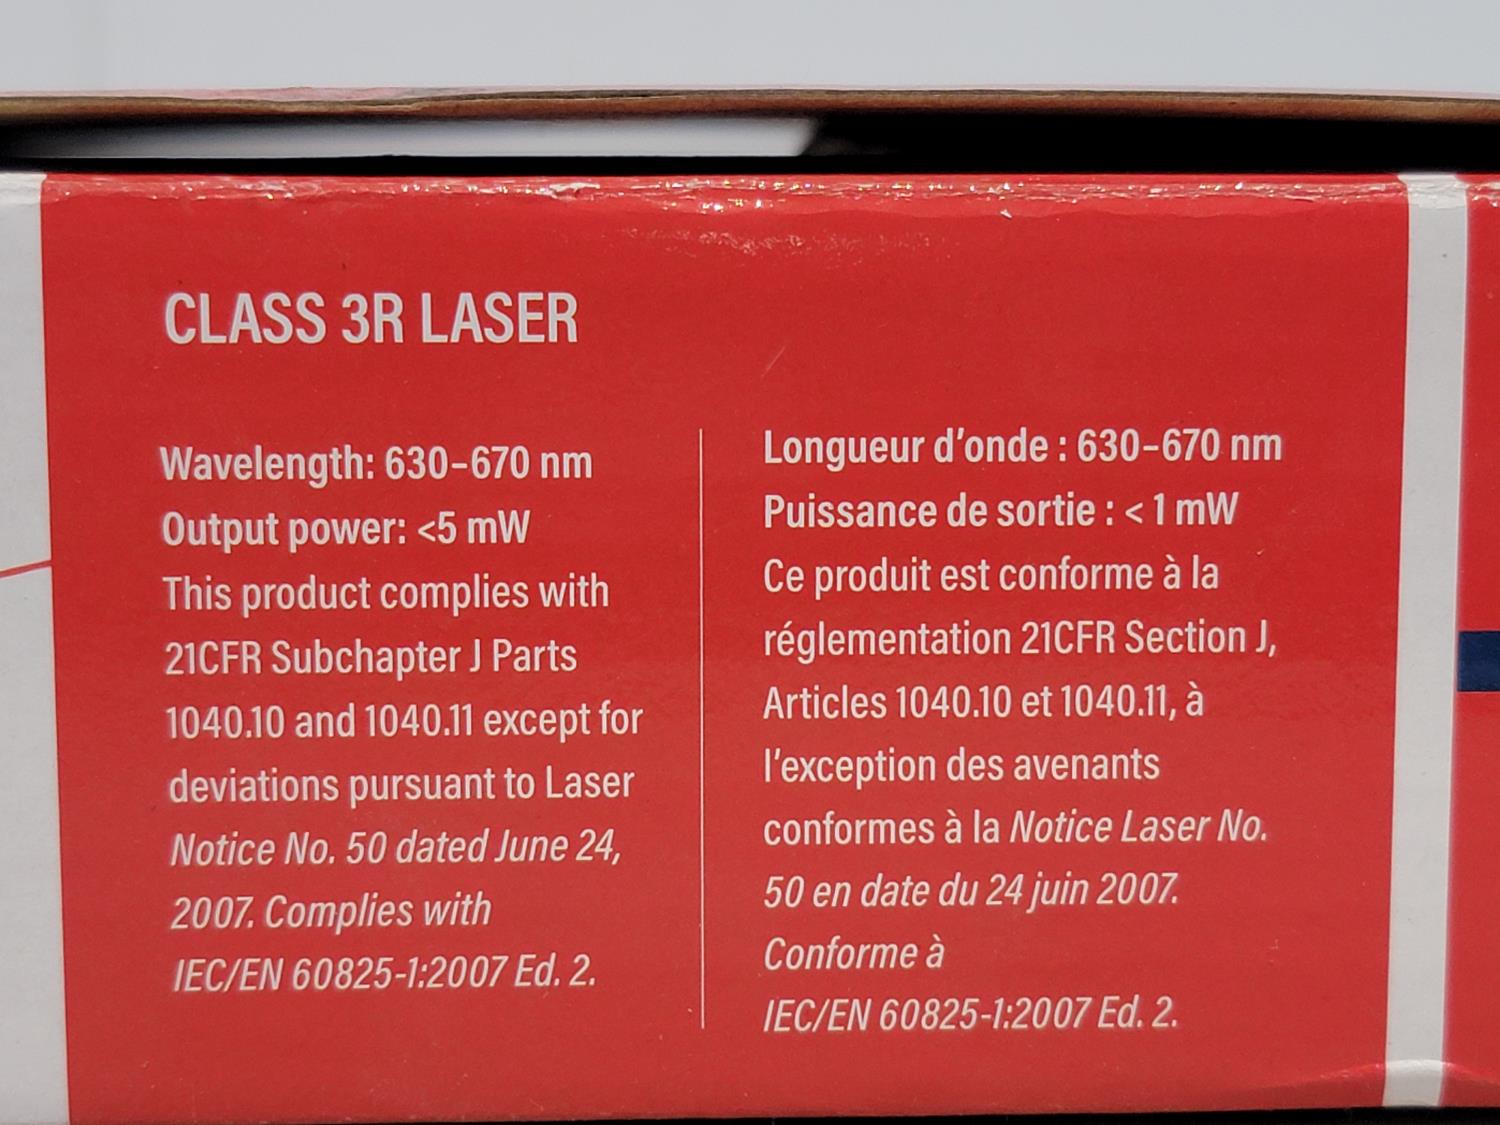 CLASS 3R LASER
Wavelength: 630–670 nm
Output power: <5 mW
This product complies with
21CFR Subchapter J Parts
1040.10 and 1040.11 except for
deviations pursuant to Laser
Notice No. 50 dated June 24,
2007. Complies with
IEC/EN 60825-1:2007 Ed. 2.
Longueur d’onde : 630–670 nm
Puissance de sortie : < 1 mW
Ce produit est conforme à la
réglementation 21CFR Section J,
Articles 1040.10 et 1040.11, à
l’exception des avenants
conformes à la Notice Laser No.
50 en date du 24 juin 2007.
Conforme à
IEC/EN 60825-1:2007 Ed. 2.